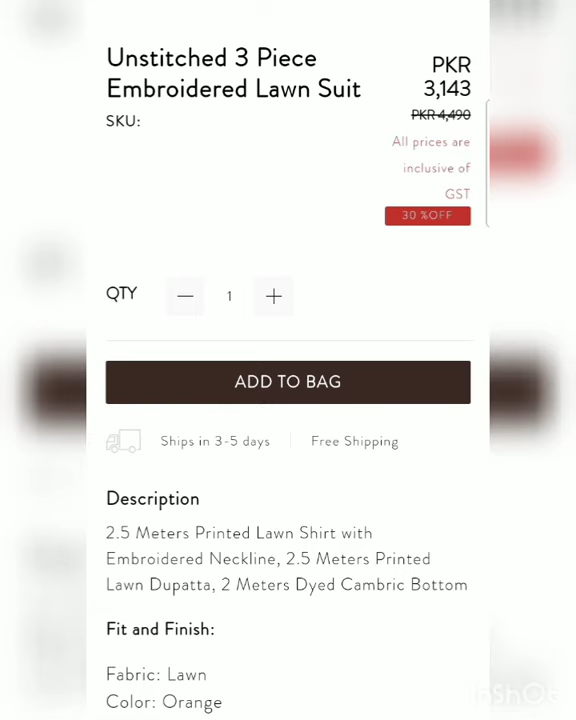 Unstitched 3 Piece
Embroidered Lawn Suit
SKU:
PKR
3,143
PKR 4,490
All prices are
inclusive of
GST
30 %OFF
QTY
— 1 +
ADD TO BAG
Ships in 3-5 days Free Shipping
Description
2.5 Meters Printed Lawn Shirt with
Embroidered Neckline, 2.5 Meters Printed
Lawn Dupatta, 2 Meters Dyed Cambric Bottom
Fit and Finish:
Fabric: Lawn
Color: Orange
InShOt